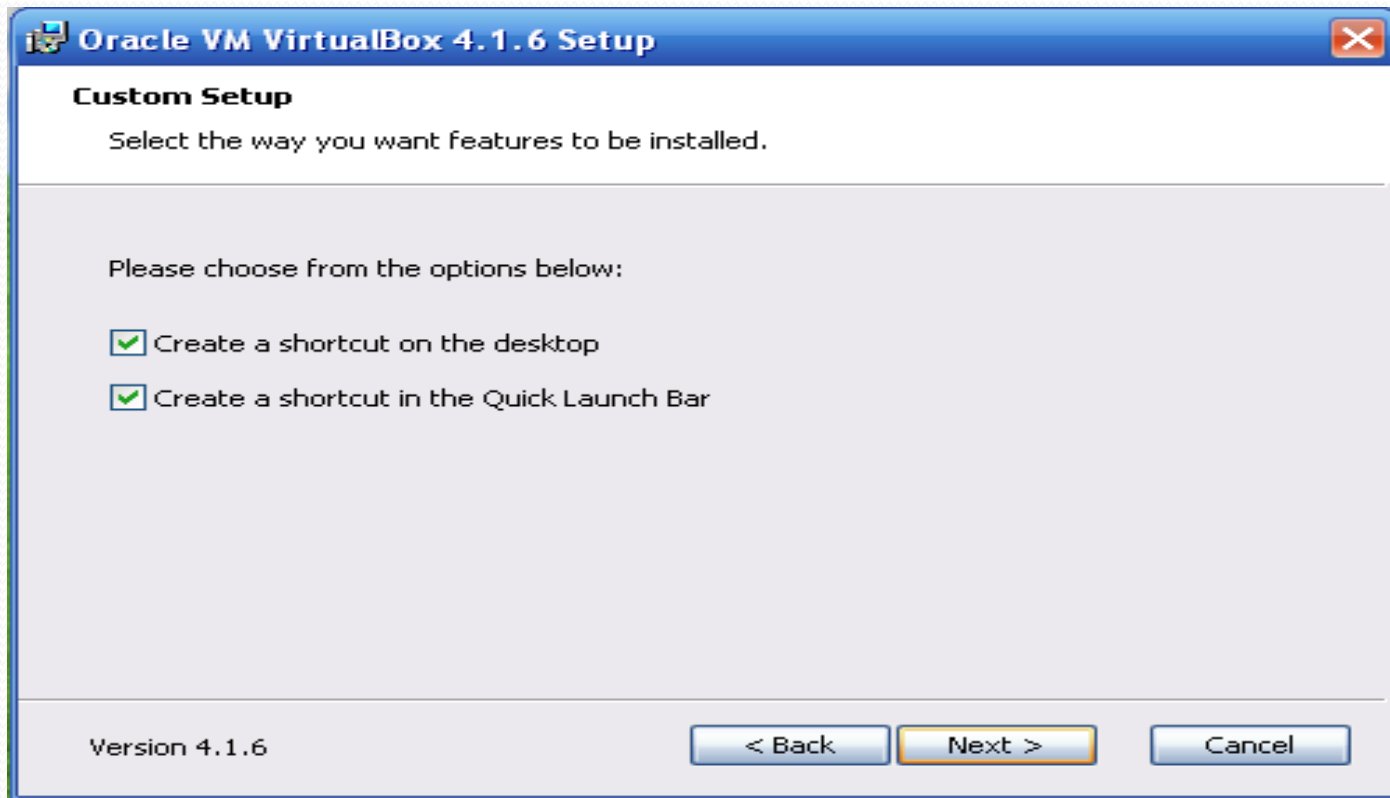 Oracle VM VirtualBox 4.1.6 Setup
Custom Setup
Select the way you want features to be installed.
Please choose from the options below:
Create a shortcut on the desktop
Create a shortcut in the Quick Launch Bar
Version 4.1.6
< Back
Next >
Cancel